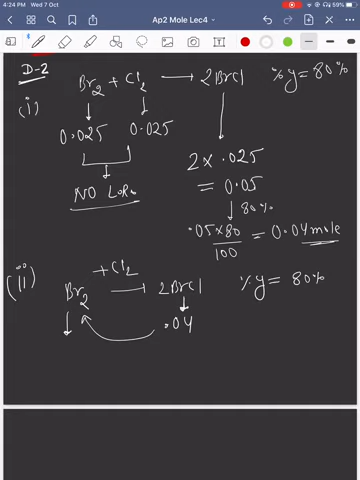 4:24 PM Wed 7 Oct
59%
Ap2 Mole Lec4
D-2
Br2 + Cl2 → 2BrCl % y = 80%
(i)
0.025 0.025
2 x .025
NO L.R.
= 0.05
↓ 80%
.05 x 80 / 100 = 0.04 mole
(ii)
+ Cl2
Br2 → 2BrCl % y = 80%
.04